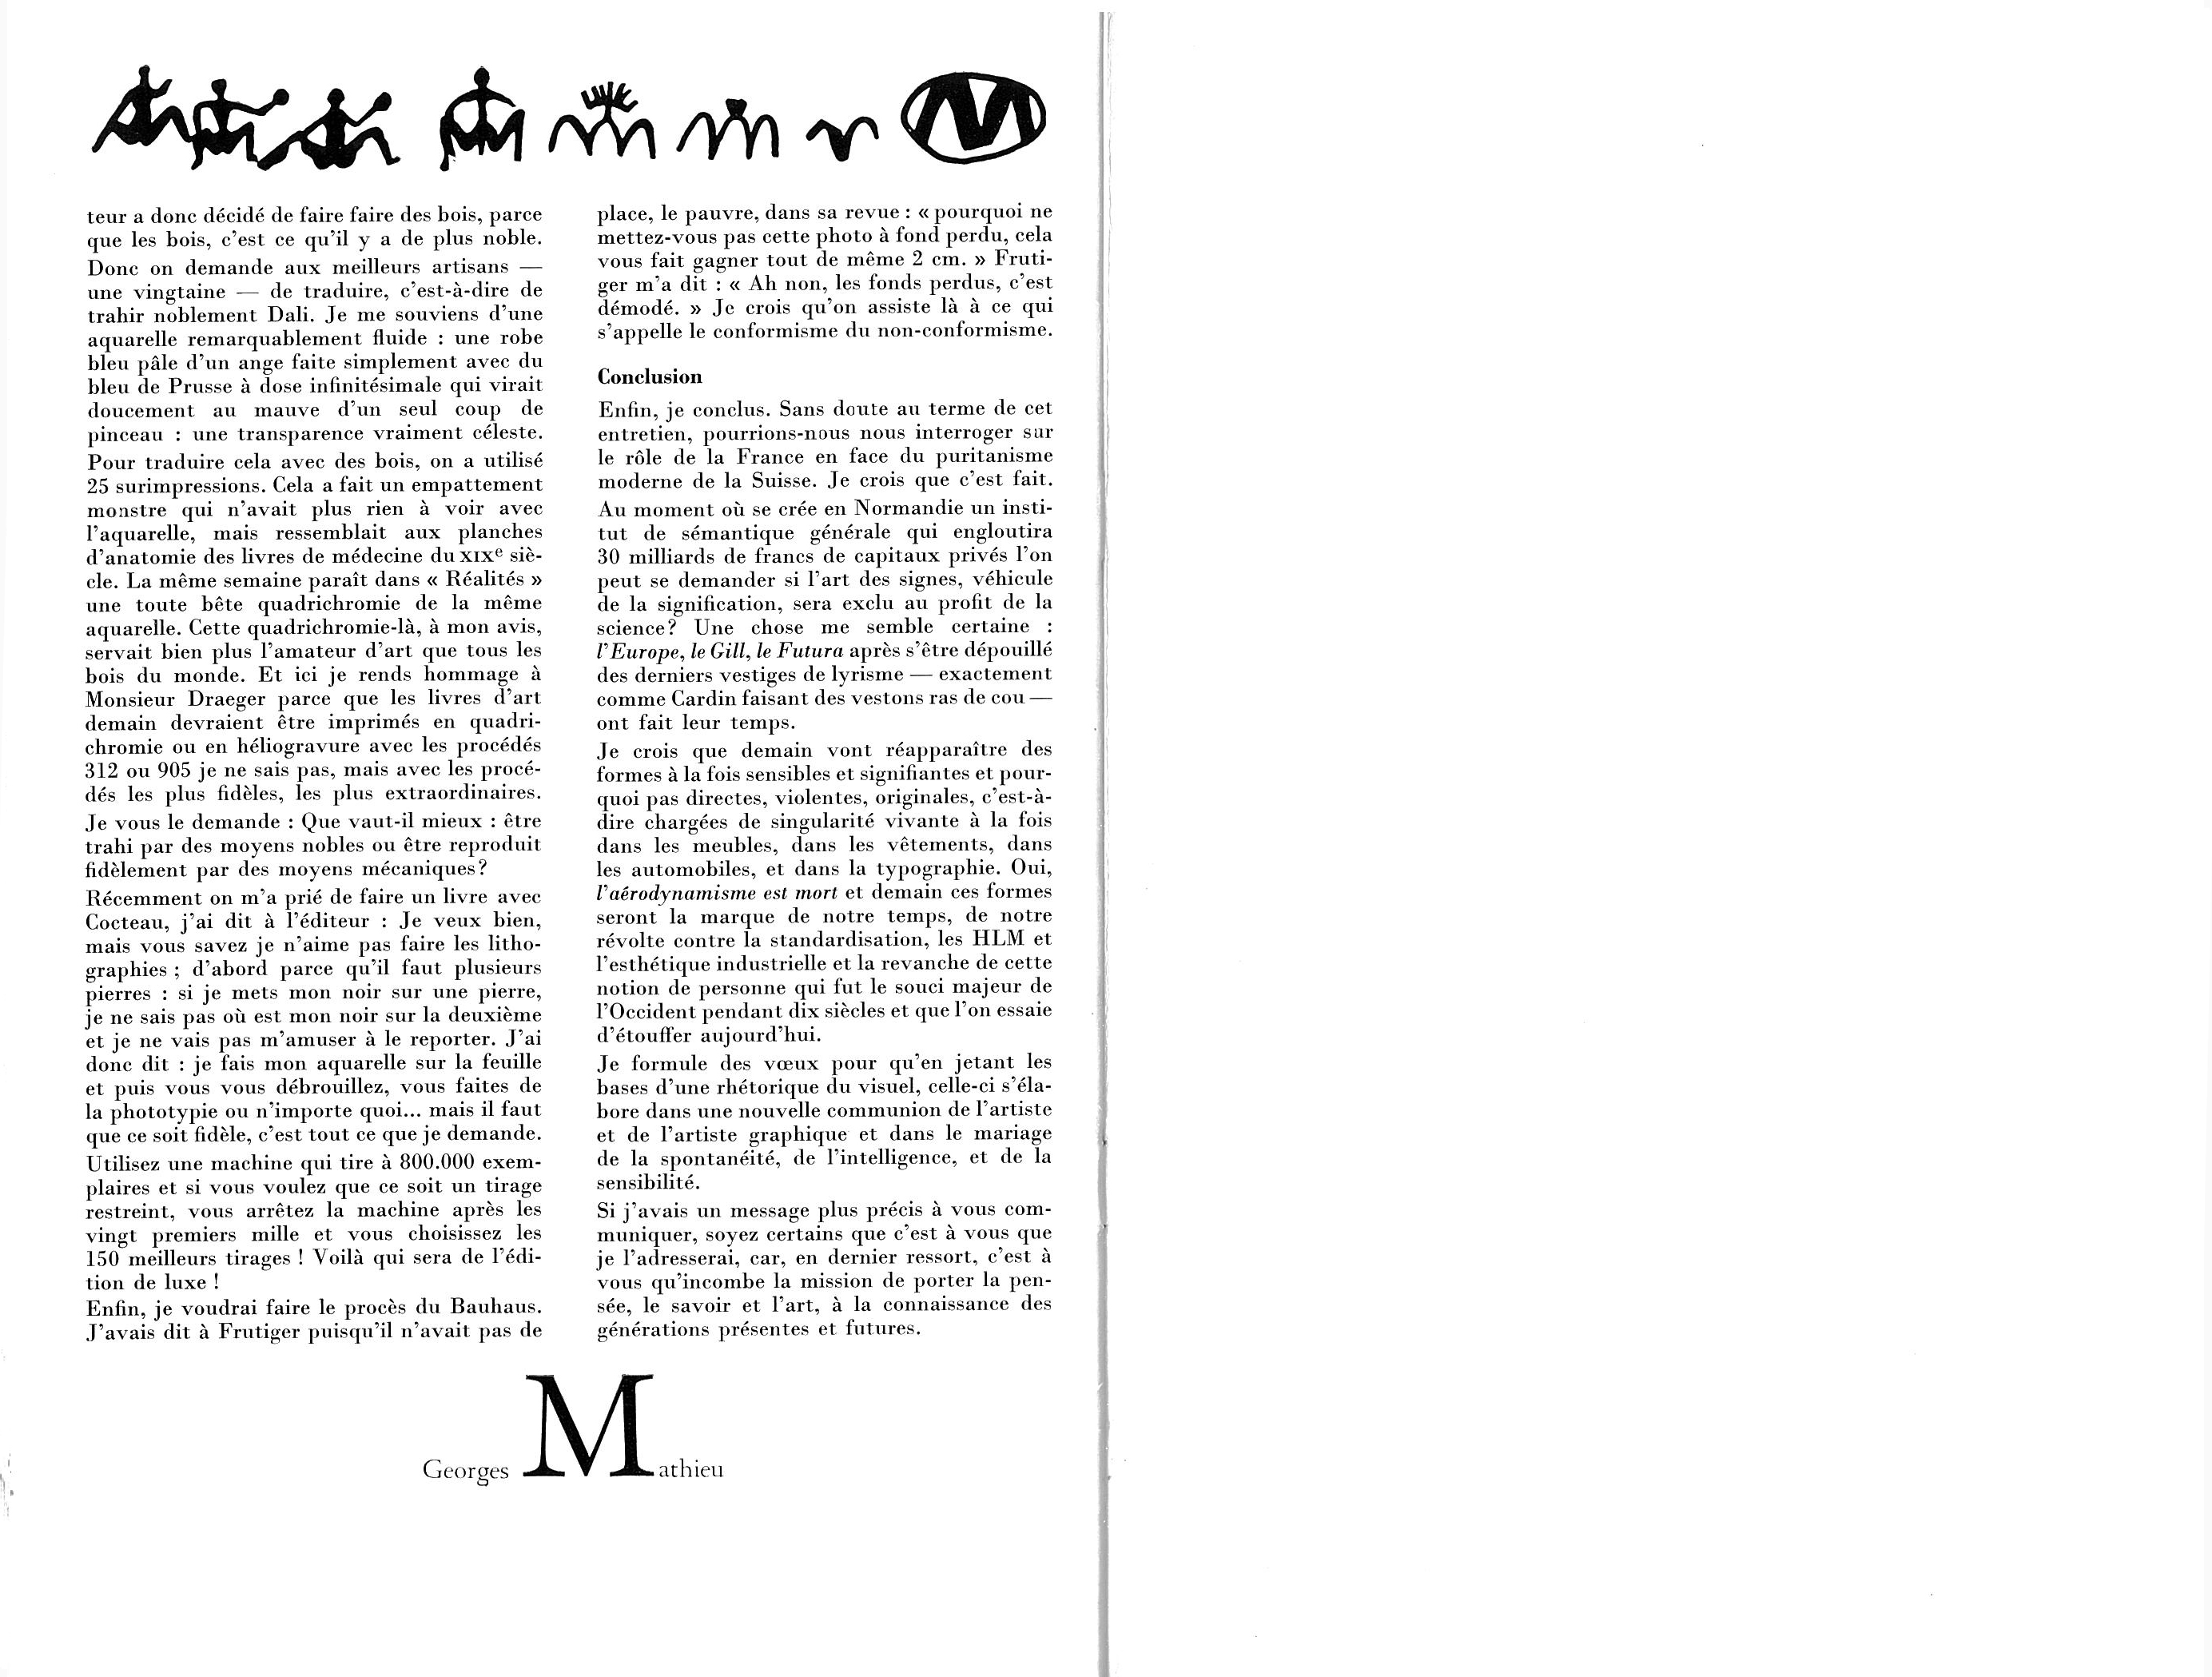 teur a donc décidé de faire faire des bois, parce
que les bois, c'est ce qu'il y a de plus noble.
Donc on demande aux meilleurs artisans —
une vingtaine — de traduire, c'est-à-dire de
trahir noblement Dali. Je me souviens d'une
aquarelle remarquablement fluide : une robe
bleu pâle d'un ange faite simplement avec du
bleu de Prusse à dose infinitésimale qui virait
doucement au mauve d'un seul coup de
pinceau : une transparence vraiment céleste.
Pour traduire cela avec des bois, on a utilisé
25 surimpressions. Cela a fait un empattement
monstre qui n'avait plus rien à voir avec
l'aquarelle, mais ressemblait aux planches
d'anatomie des livres de médecine du XIXe siè-
cle. La même semaine paraît dans « Réalités »
une toute bête quadrichromie de la même
aquarelle. Cette quadrichromie-là, à mon avis,
servait bien plus l'amateur d'art que tous les
bois du monde. Et ici je rends hommage à
Monsieur Draeger parce que les livres d'art
demain devraient être imprimés en quadri-
chromie ou en héliogravure avec les procédés
312 ou 905 je ne sais pas, mais avec les procé-
dés les plus fidèles, les plus extraordinaires.
Je vous le demande : Que vaut-il mieux : être
trahi par des moyens nobles ou être reproduit
fidèlement par des moyens mécaniques?
Récemment on m'a prié de faire un livre avec
Cocteau, j'ai dit à l'éditeur : Je veux bien,
mais vous savez je n'aime pas faire les litho-
graphies ; d'abord parce qu'il faut plusieurs
pierres : si je mets mon noir sur une pierre,
je ne sais pas où est mon noir sur la deuxième
et je ne vais pas m'amuser à le reporter. J'ai
donc dit : je fais mon aquarelle sur la feuille
et puis vous vous débrouillez, vous faites de
la phototypie ou n'importe quoi... mais il faut
que ce soit fidèle, c'est tout ce que je demande.
Utilisez une machine qui tire à 800.000 exem-
plaires et si vous voulez que ce soit un tirage
restreint, vous arrêtez la machine après les
vingt premiers mille et vous choisissez les
150 meilleurs tirages ! Voilà qui sera de l'édi-
tion de luxe !
Enfin, je voudrai faire le procès du Bauhaus.
J'avais dit à Frutiger puisqu'il n'avait pas de
place, le pauvre, dans sa revue : « pourquoi ne
mettez-vous pas cette photo à fond perdu, cela
vous fait gagner tout de même 2 cm. » Fruti-
ger m'a dit : « Ah non, les fonds perdus, c'est
démodé. » Je crois qu'on assiste là à ce qui
s'appelle le conformisme du non-conformisme.
Conclusion
Enfin, je conclus. Sans doute au terme de cet
entretien, pourrions-nous nous interroger sur
le rôle de la France en face du puritanisme
moderne de la Suisse. Je crois que c'est fait.
Au moment où se crée en Normandie un insti-
tut de sémantique générale qui engloutira
30 milliards de francs de capitaux privés l'on
peut se demander si l'art des signes, véhicule
de la signification, sera exclu au profit de la
science? Une chose me semble certaine :
l'Europe, le Gill, le Futura après s'être dépouillé
des derniers vestiges de lyrisme — exactement
comme Cardin faisant des vestons ras de cou —
ont fait leur temps.
Je crois que demain vont réapparaître des
formes à la fois sensibles et signifiantes et pour-
quoi pas directes, violentes, originales, c'est-à-
dire chargées de singularité vivante à la fois
dans les meubles, dans les vêtements, dans
les automobiles, et dans la typographie. Oui,
l'aérodynamisme est mort et demain ces formes
seront la marque de notre temps, de notre
révolte contre la standardisation, les HLM et
l'esthétique industrielle et la revanche de cette
notion de personne qui fut le souci majeur de
l'Occident pendant dix siècles et que l'on essaie
d'étouffer aujourd'hui.
Je formule des vœux pour qu'en jetant les
bases d'une rhétorique du visuel, celle-ci s'éla-
bore dans une nouvelle communion de l'artiste
et de l'artiste graphique et dans le mariage
de la spontanéité, de l'intelligence, et de la
sensibilité.
Si j'avais un message plus précis à vous com-
muniquer, soyez certains que c'est à vous que
je l'adresserai, car, en dernier ressort, c'est à
vous qu'incombe la mission de porter la pen-
sée, le savoir et l'art, à la connaissance des
générations présentes et futures.
Georges Mathieu